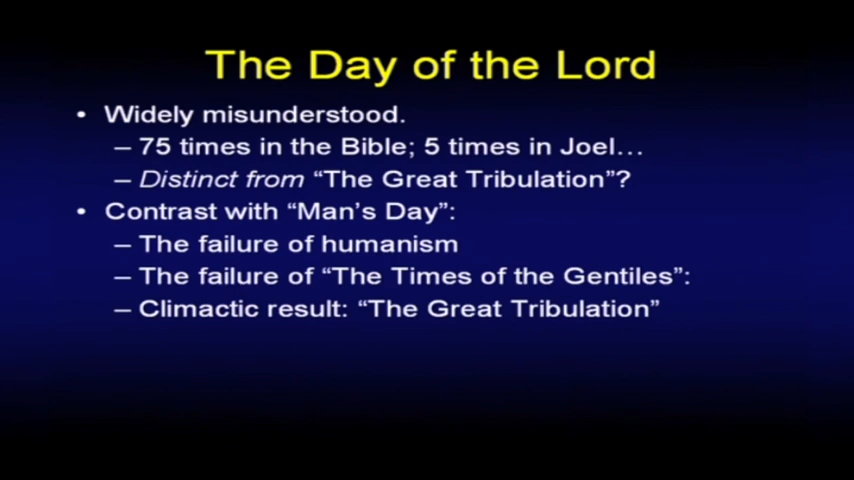 The Day of the Lord
• Widely misunderstood.
– 75 times in the Bible; 5 times in Joel…
– Distinct from “The Great Tribulation”?
• Contrast with “Man’s Day”:
– The failure of humanism
– The failure of “The Times of the Gentiles”:
– Climactic result: “The Great Tribulation”